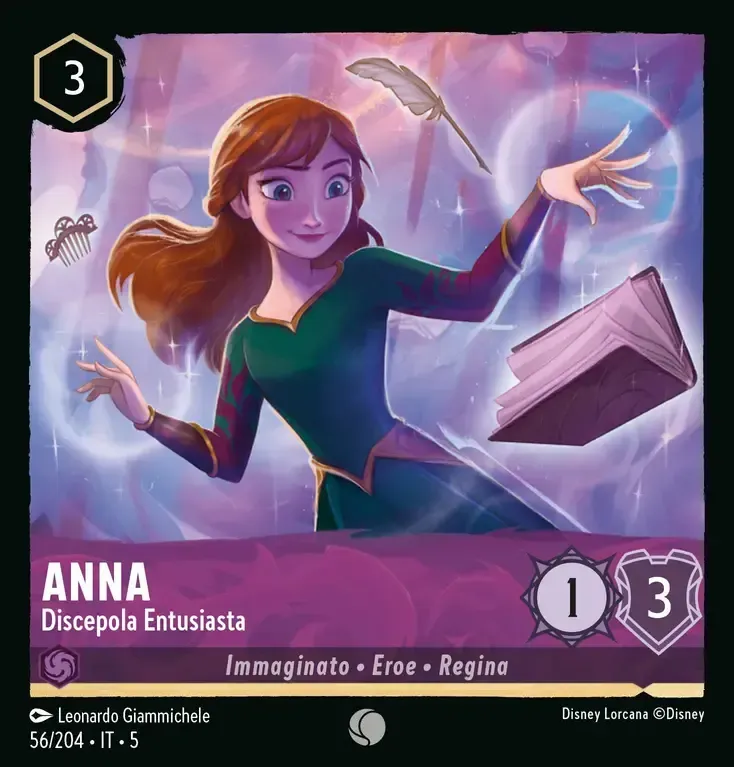 3
ANNA
Discepola Entusiasta
1
3
Immaginato • Eroe • Regina
Leonardo Giammichele
Disney Lorcana ©Disney
56/204 • IT • 5